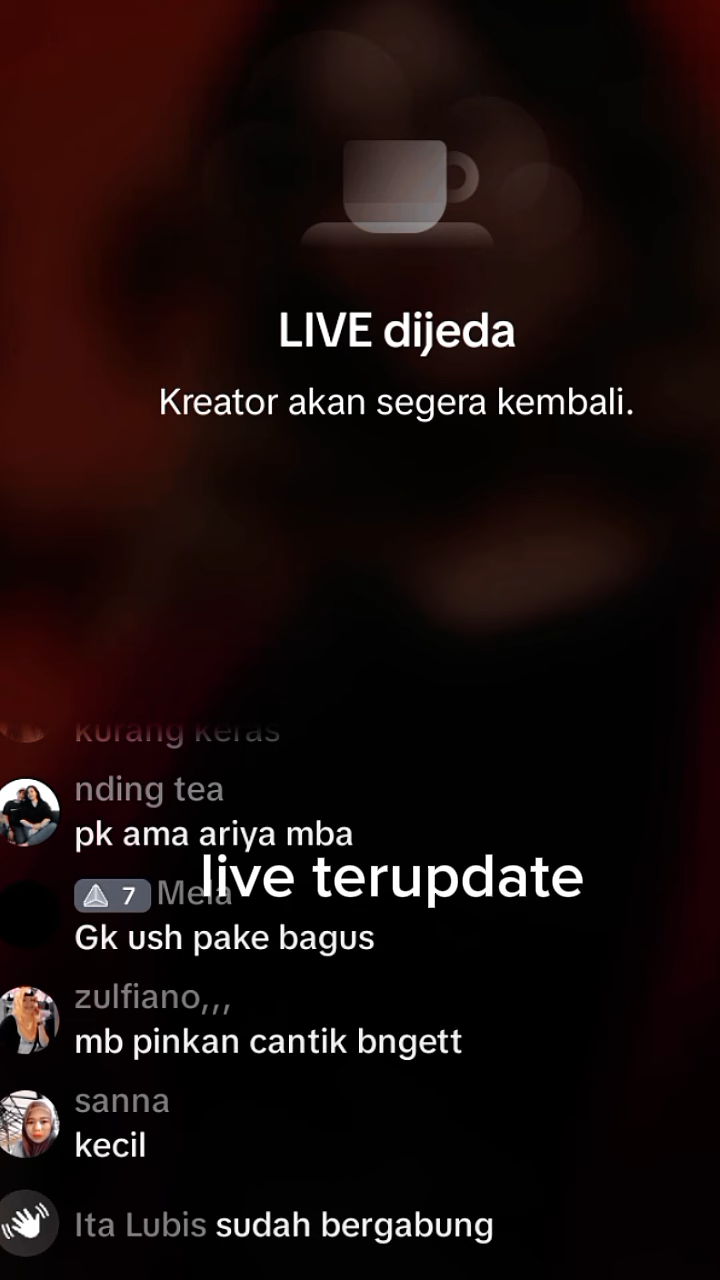 LIVE dijeda
Kreator akan segera kembali.
kurang keras
nding tea
pk ama ariya mba
live terupdate
7 Mela
Gk ush pake bagus
zulfiano,,,
mb pinkan cantik bngett
sanna
kecil
Ita Lubis sudah bergabung